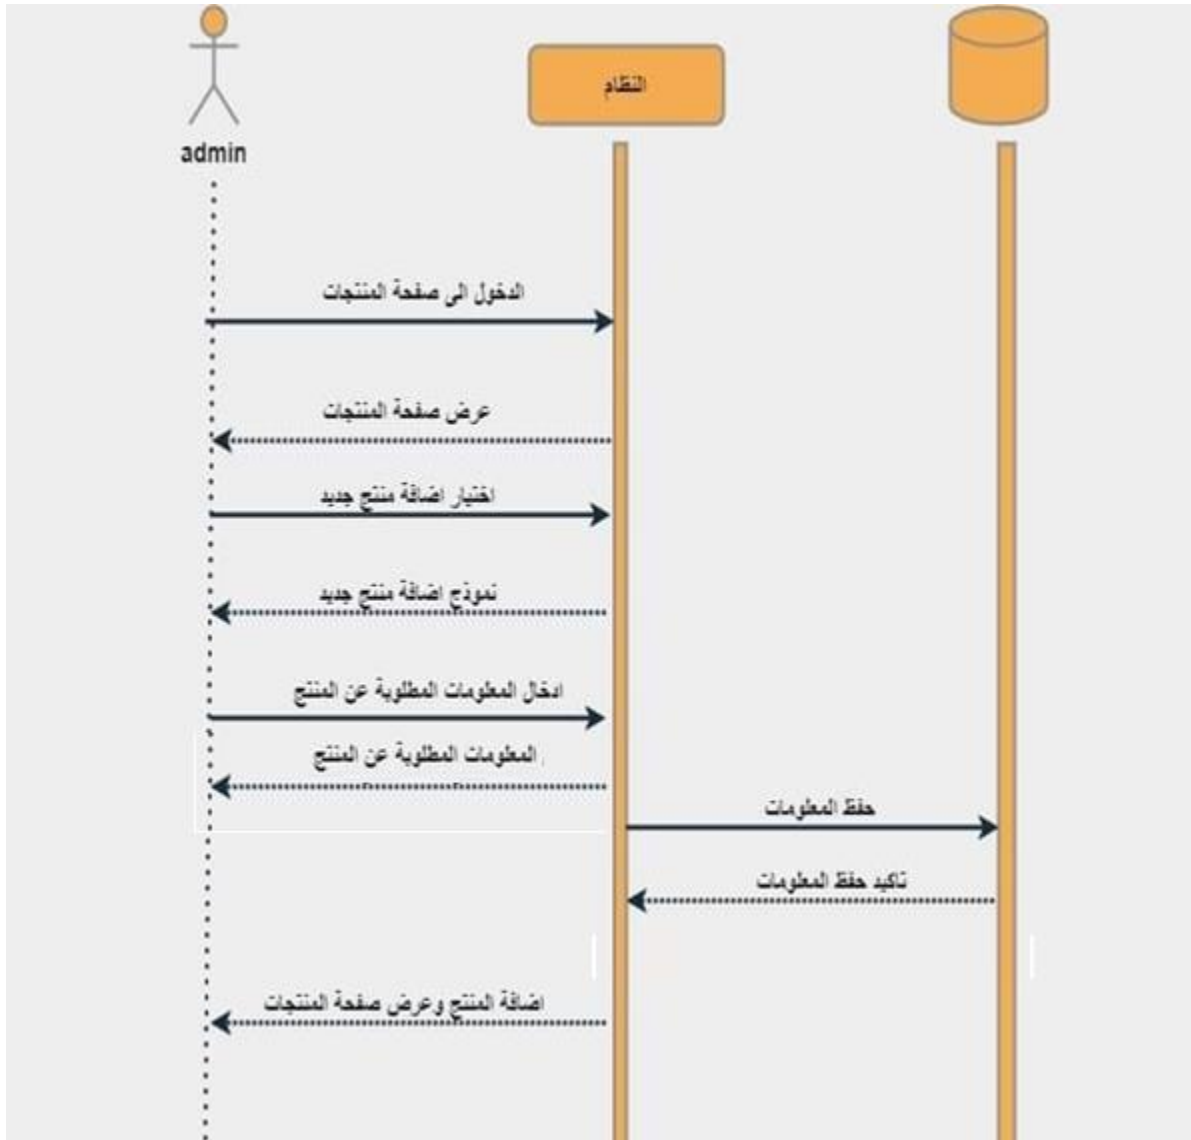 النظام
admin
الدخول الى صفحة المنتجات
عرض صفحة المنتجات
اختيار اضافة منتج جديد
نموذج اضافة منتج جديد
ادخال المعلومات المطلوبة عن المنتج
المعلومات المطلوبة عن المنتج
حفظ المعلومات
تاكيد حفظ المعلومات
اضافة المنتج وعرض صفحة المنتجات